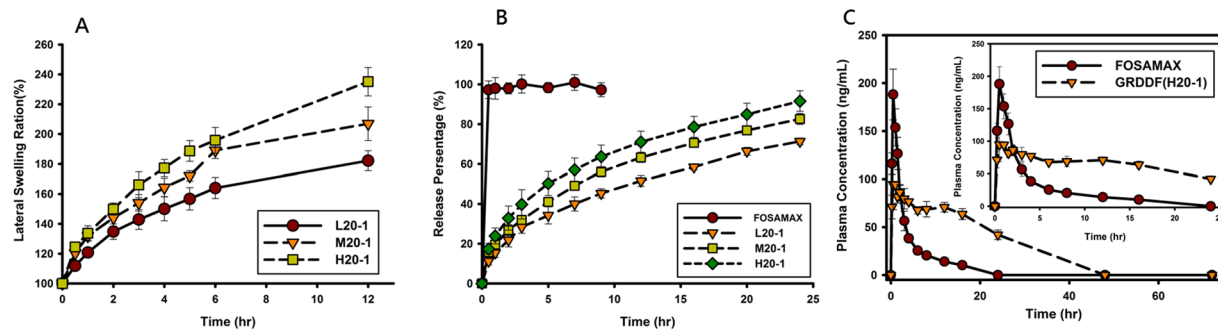 A
Lateral Swelling Ration(%)
260
240
220
200
180
160
140
120
100
0 2 4 6 8 10 12
Time (hr)
L20-1
M20-1
H20-1
B
Release Percentage (%)
120
100
80
60
40
20
0
0 5 10 15 20 25
Time (hr)
FOSAMAX
L20-1
M20-1
H20-1
C
Plasma Concentration (ng/mL)
250
200
150
100
50
0
0 20 40 60
Time (hr)
Plasma Concentration (ng/mL)
250
200
150
100
50
0
0 5 10 15
Time (hr)
FOSAMAX
GRDDF(H20-1)